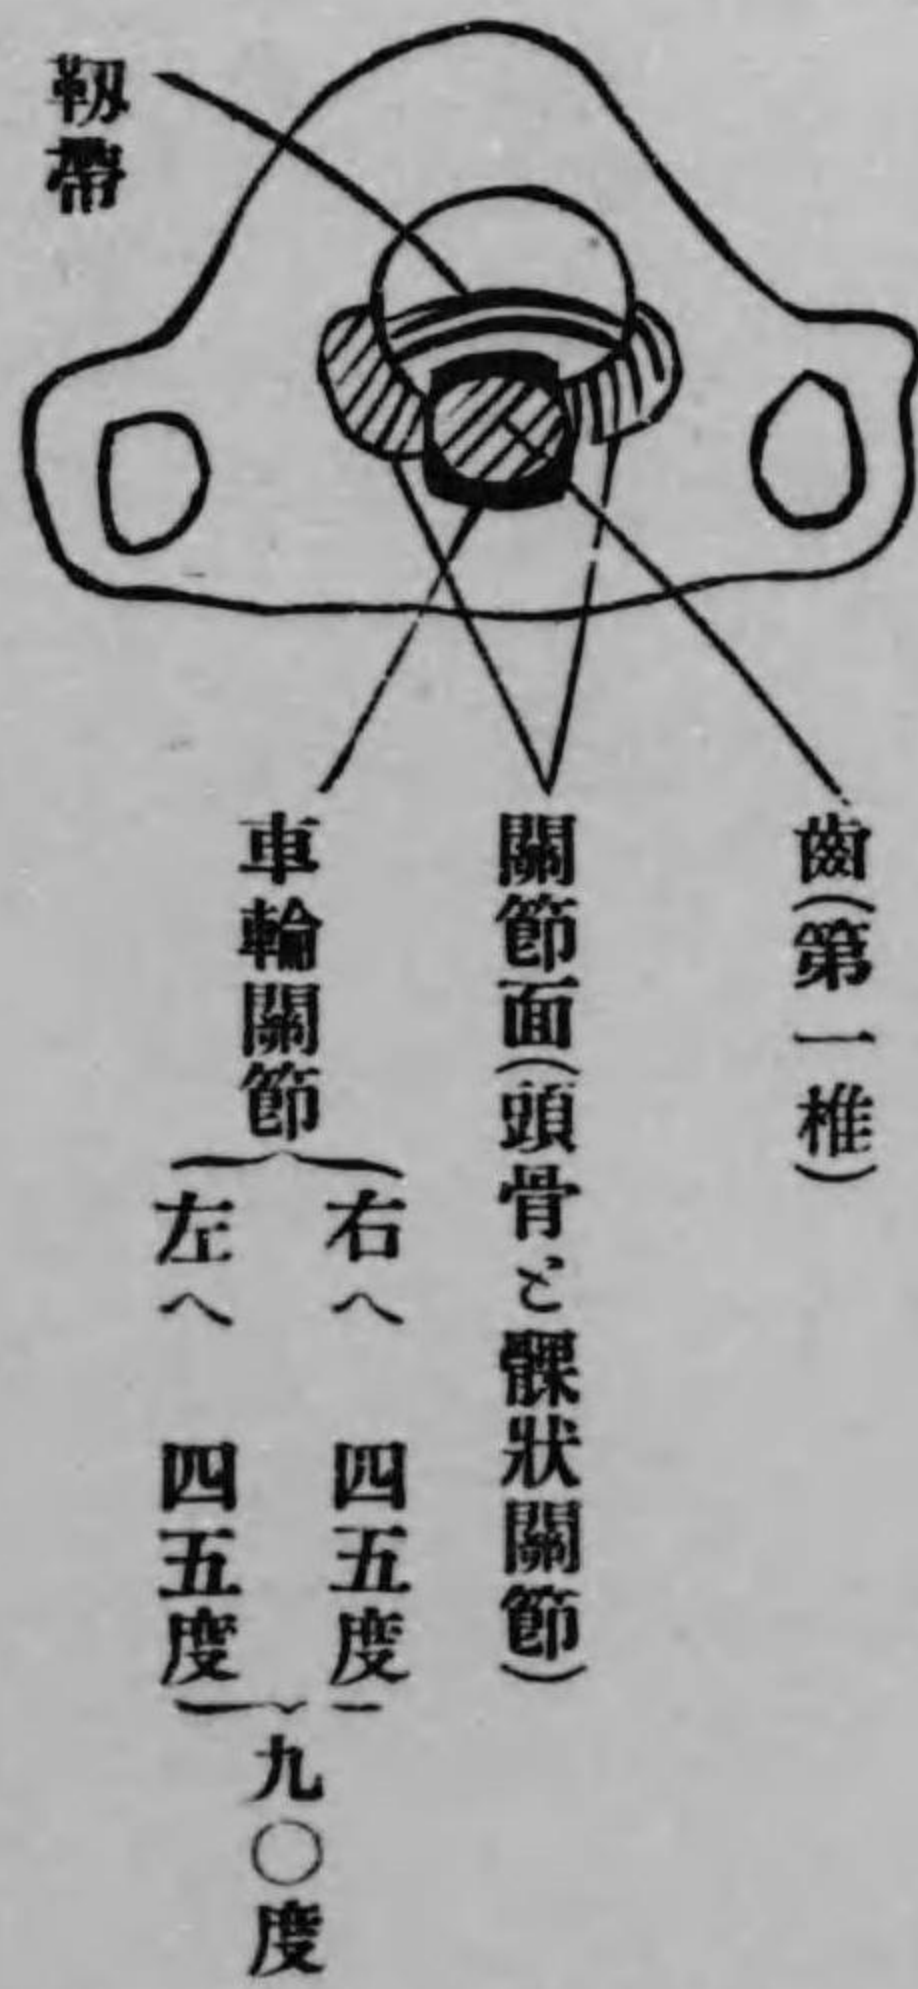 靱帶
齒(第一椎)
關節面(頭骨と髁狀關節)
車輪關節
右へ 四五度
左へ 四五度
九〇度